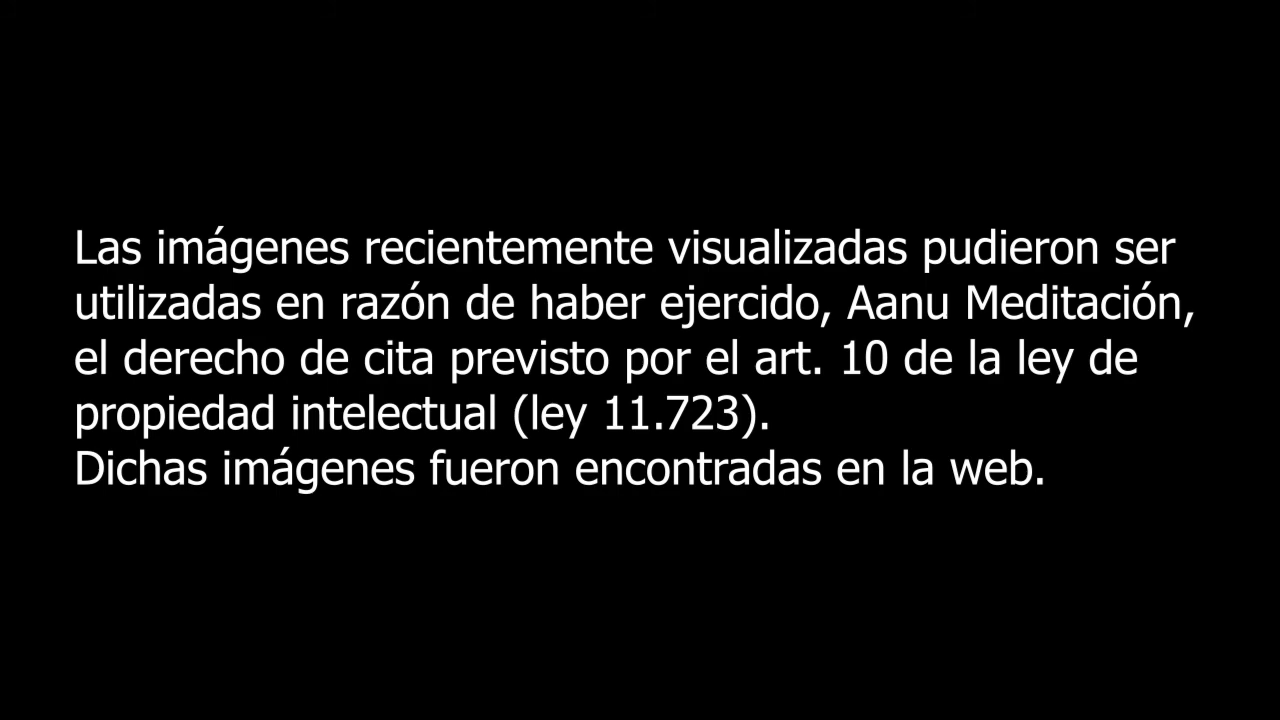 Las imágenes recientemente visualizadas pudieron ser
utilizadas en razón de haber ejercido, Aanu Meditación,
el derecho de cita previsto por el art. 10 de la ley de
propiedad intelectual (ley 11.723).
Dichas imágenes fueron encontradas en la web.